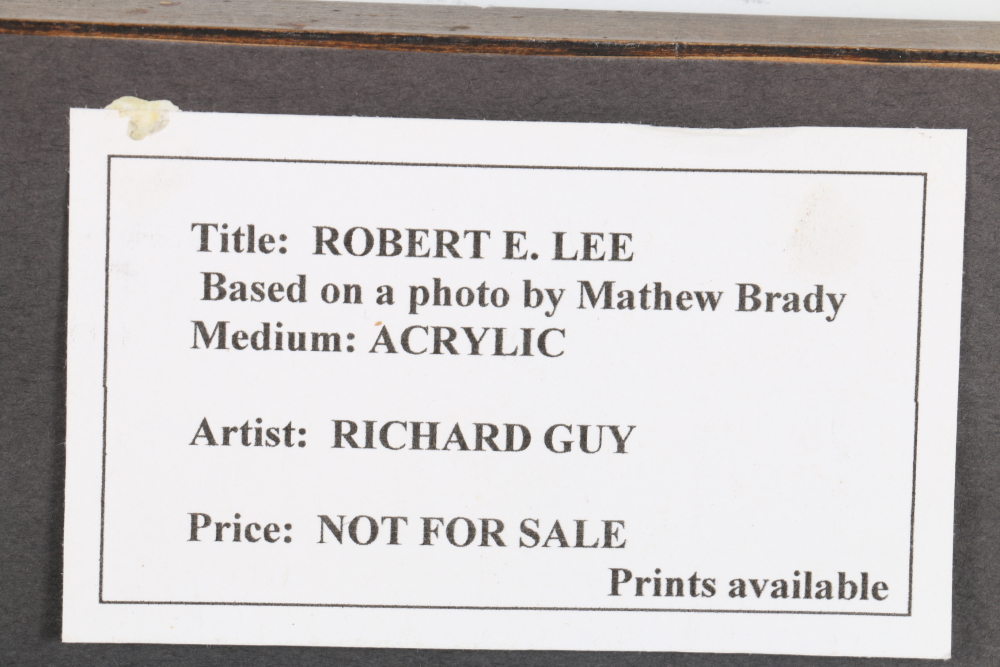 Title: ROBERT E. LEE
Based on a photo by Mathew Brady
Medium: ACRYLIC
Artist: RICHARD GUY
Price: NOT FOR SALE
Prints available